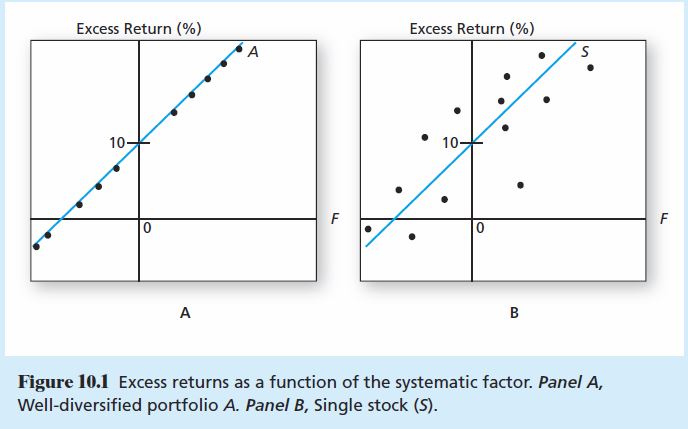 Excess Return (%)
A
10
0
F
A
Excess Return (%)
S
10
0
F
B
Figure 10.1 Excess returns as a function of the systematic factor. Panel A,
Well-diversified portfolio A. Panel B, Single stock (S).